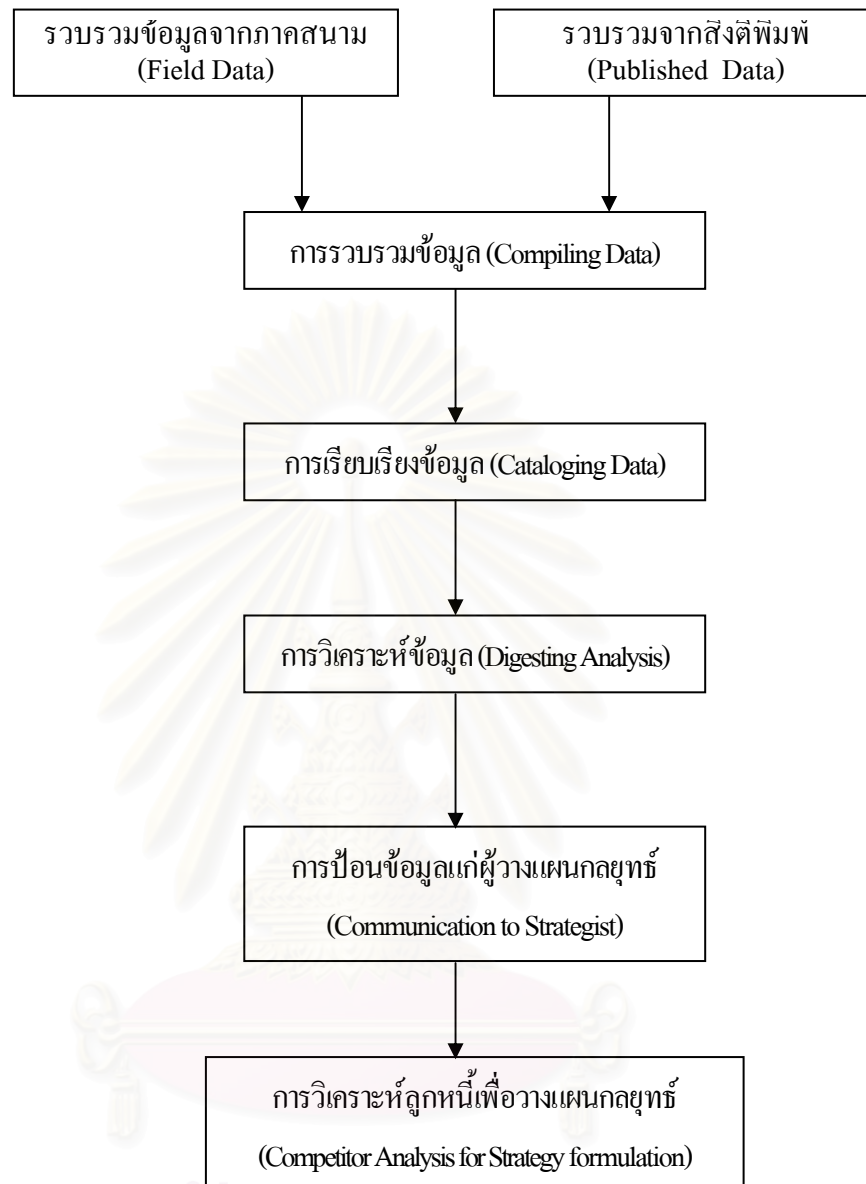 รวบรวมข้อมูลจากภาคสนาม
(Field Data)
รวบรวมจากสิ่งตีพิมพ์
(Published Data)
การรวบรวมข้อมูล (Compiling Data)
การเรียบเรียงข้อมูล (Cataloging Data)
การวิเคราะห์ข้อมูล (Digesting Analysis)
การป้อนข้อมูลแก่ผู้วางแผนกลยุทธ์
(Communication to Strategist)
การวิเคราะห์ลูกหนี้เพื่อวางแผนกลยุทธ์
(Competitor Analysis for Strategy formulation)